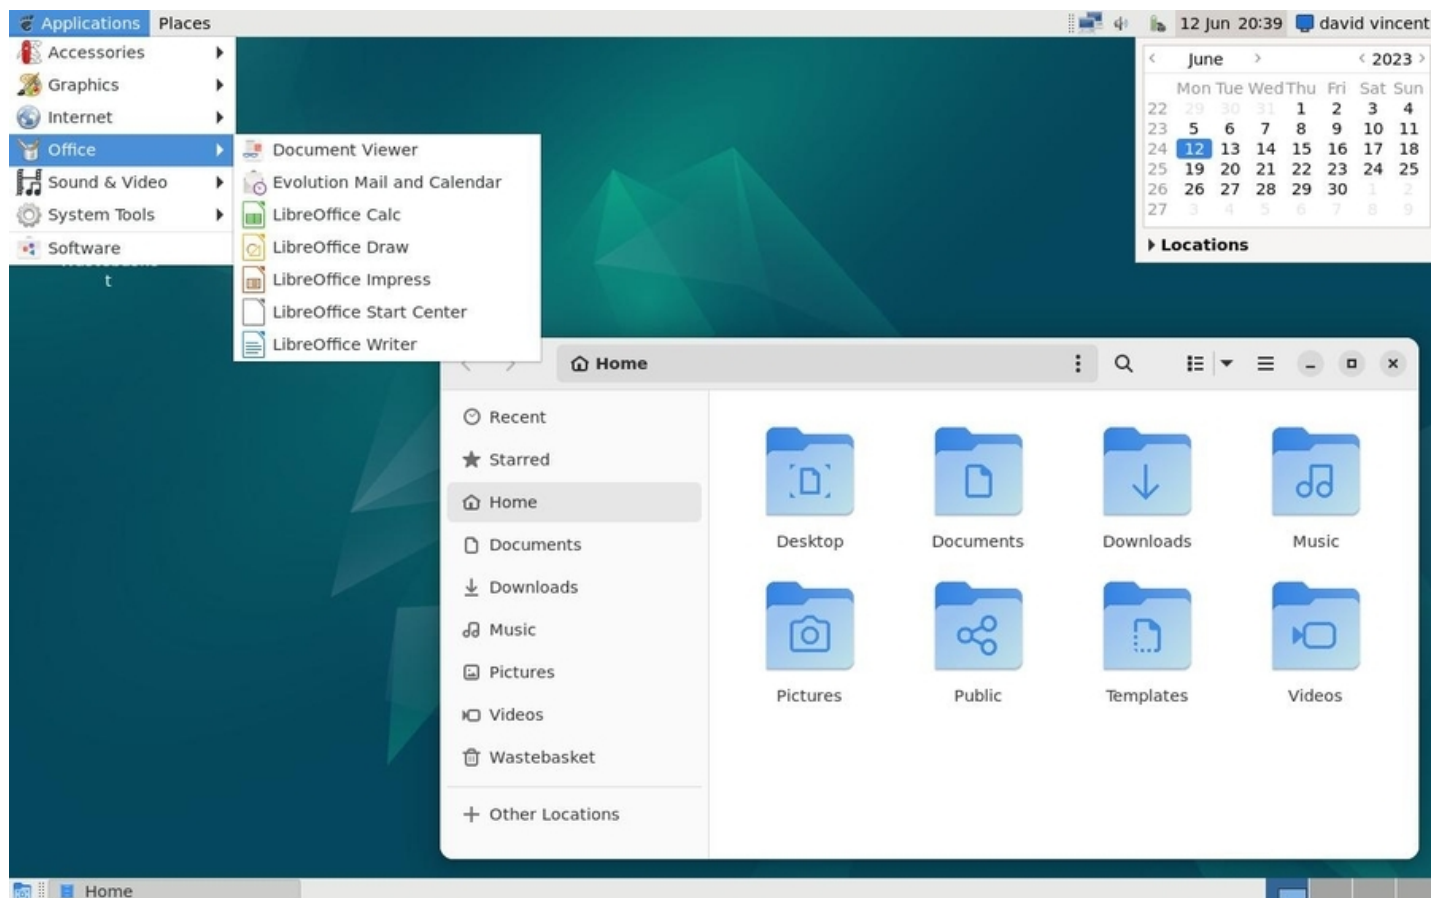 Applications Places
12 Jun 20:39 david vincent
Accessories
Graphics
Internet
Office
Sound & Video
System Tools
Software
t
Document Viewer
Evolution Mail and Calendar
LibreOffice Calc
LibreOffice Draw
LibreOffice Impress
LibreOffice Start Center
LibreOffice Writer
June 2023
Mon Tue Wed Thu Fri Sat Sun
22 29 30 31 1 2 3 4
23 5 6 7 8 9 10 11
24 12 13 14 15 16 17 18
25 19 20 21 22 23 24 25
26 26 27 28 29 30 1 2
27 3 4 5 6 7 8 9
Locations
Home
Recent
Starred
Home
Documents
Downloads
Music
Pictures
Videos
Wastebasket
Other Locations
Desktop Documents Downloads Music
Pictures Public Templates Videos
Home